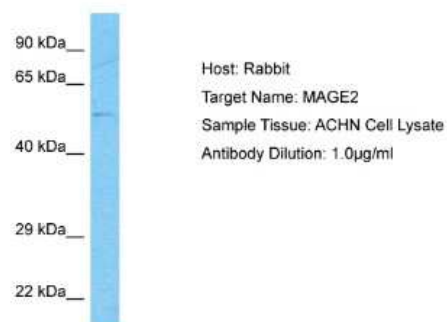 90 kDa__
65 kDa__
40 kDa__
29 kDa__
22 kDa__
Host: Rabbit
Target Name: MAGE2
Sample Tissue: ACHN Cell Lysate
Antibody Dilution: 1.0µg/ml